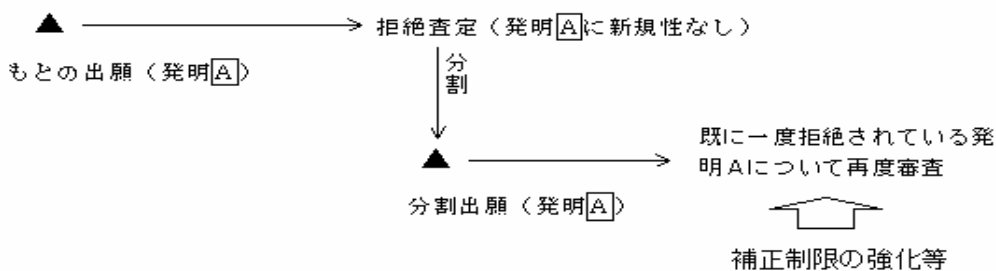 拒絶査定（発明Aに新規性なし）
もとの出願（発明A）
分割
既に一度拒絶されている発
明Aについて再度審査
分割出願（発明A）
補正制限の強化等